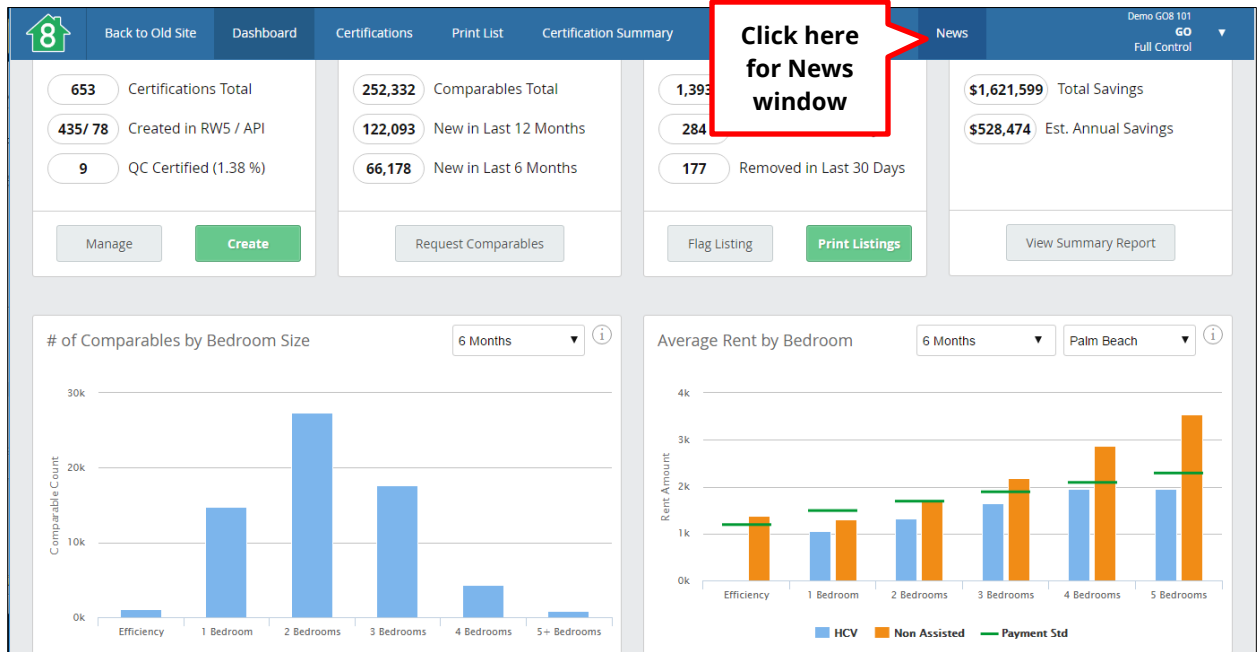 8
Back to Old Site
Dashboard
Certifications
Print List
Certification Summary
Click here
for News
window
News
Demo GO8 101
GO
Full Control
653 Certifications Total
435/ 78 Created in RW5 / API
9 QC Certified (1.38 %)
Manage
Create
252,332 Comparables Total
122,093 New in Last 12 Months
66,178 New in Last 6 Months
Request Comparables
1,393
284
177 Removed in Last 30 Days
Flag Listing
Print Listings
$1,621,599 Total Savings
$528,474 Est. Annual Savings
View Summary Report
# of Comparables by Bedroom Size
6 Months
i
30k
20k
10k
0k
Comparable Count
Efficiency
1 Bedroom
2 Bedrooms
3 Bedrooms
4 Bedrooms
5+ Bedrooms
Average Rent by Bedroom
6 Months
Palm Beach
i
4k
3k
2k
1k
0k
Rent Amount
Efficiency
1 Bedroom
2 Bedrooms
3 Bedrooms
4 Bedrooms
5 Bedrooms
HCV
Non Assisted
Payment Std